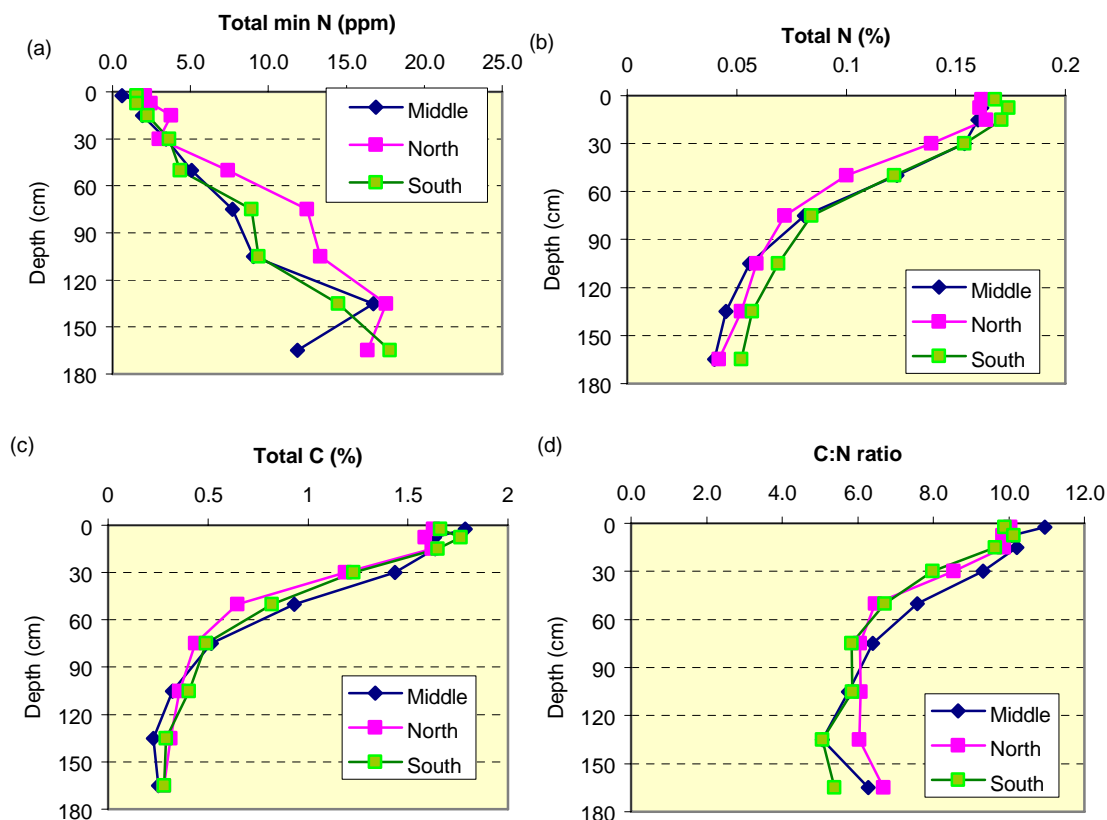 (a)
Total min N (ppm)
0.0 5.0 10.0 15.0 20.0 25.0
0
30
60
90
120
150
180
Depth (cm)
Middle
North
South
(b)
Total N (%)
0 0.05 0.1 0.15 0.2
0
30
60
90
120
150
180
Depth (cm)
Middle
North
South
(c)
Total C (%)
0 0.5 1 1.5 2
0
30
60
90
120
150
180
Depth (cm)
Middle
North
South
(d)
C:N ratio
0.0 2.0 4.0 6.0 8.0 10.0 12.0
0
30
60
90
120
150
180
Depth (cm)
Middle
North
South